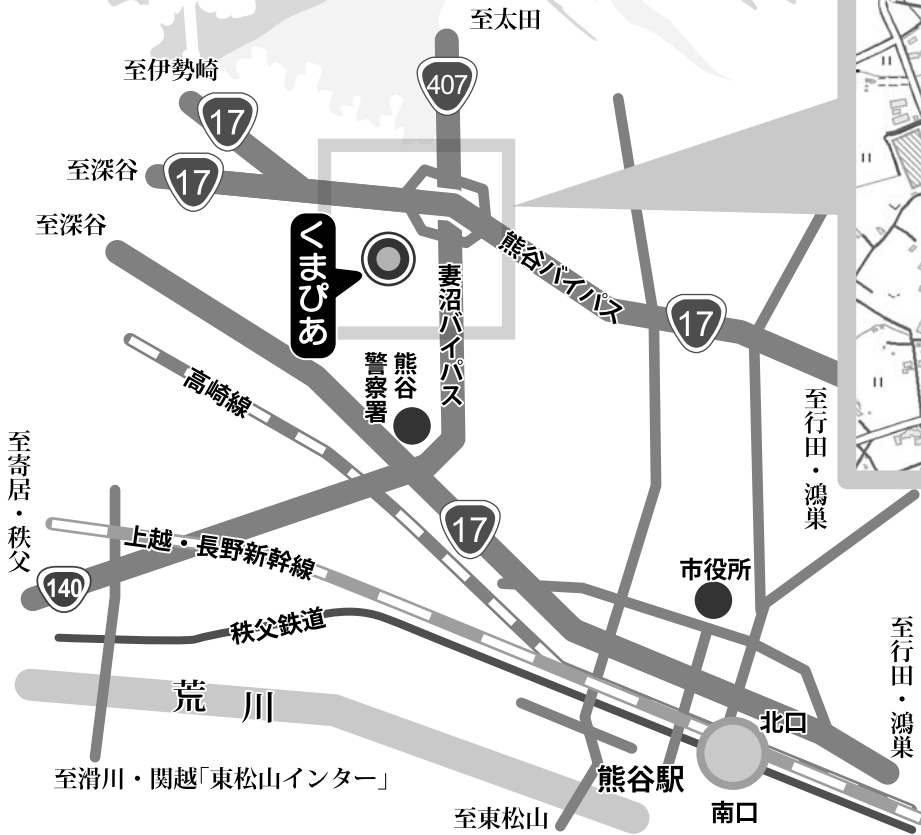 至太田
至伊勢崎
407
17
至深谷
17
至深谷
くまぴあ
熊谷バイパス
妻沼バイパス
17
熊谷
警察署
高崎線
至行田・鴻巣
至寄居・秩父
17
上越・長野新幹線
市役所
140
秩父鉄道
至行田・鴻巣
荒川
北口
至滑川・関越「東松山インター」
熊谷駅
南口
至東松山